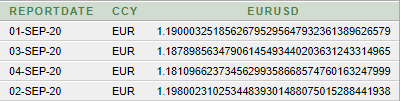 REPORTDATE CCY EURUSD
01-SEP-20 EUR 1.19000325185626795295647932361389626579
03-SEP-20 EUR 1.187898563497906145493440203631243314965
04-SEP-20 EUR 1.18109662373456299358668574760163247999
02-SEP-20 EUR 1.19800231025344839301488075015288441938